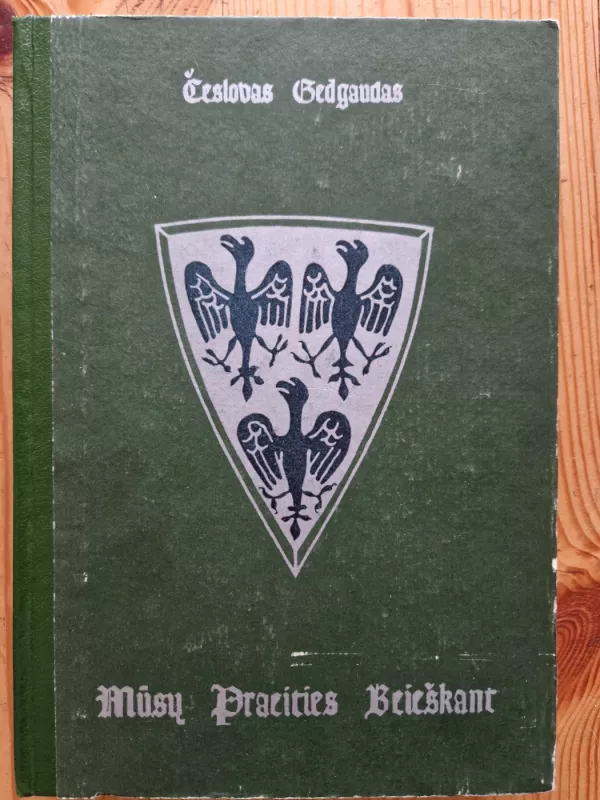 Česlovas Gedgaudas
Mūsų Praeities Beieškant